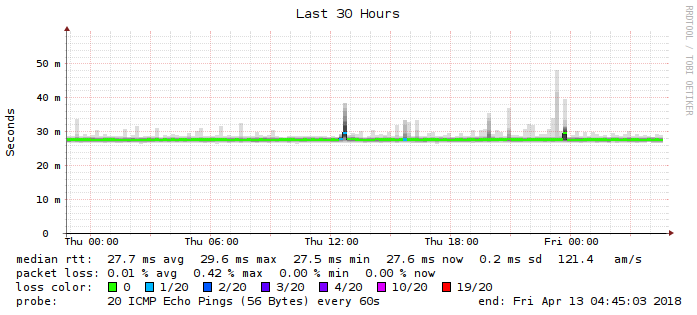 Last 30 Hours
RRDTOOL / TOBI OETIKER
Seconds
50 m
40 m
30 m
20 m
10 m
0
Thu 00:00 Thu 06:00 Thu 12:00 Thu 18:00 Fri 00:00
median rtt: 27.7 ms avg 29.6 ms max 27.5 ms min 27.6 ms now 0.2 ms sd 121.4 am/s
packet loss: 0.01 % avg 0.42 % max 0.00 % min 0.00 % now
loss color: 0 1/20 2/20 3/20 4/20 10/20 19/20
probe: 20 ICMP Echo Pings (56 Bytes) every 60s end: Fri Apr 13 04:45:03 2018